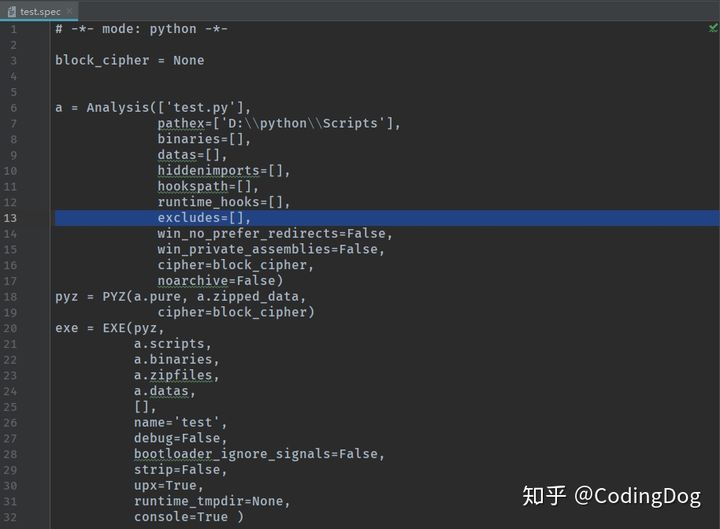 test.spec
1 # -*- mode: python -*-
2
3 block_cipher = None
4
5
6 a = Analysis(['test.py'],
7 pathex=['D:\\python\\Scripts'],
8 binaries=[],
9 datas=[],
10 hiddenimports=[],
11 hookspath=[],
12 runtime_hooks=[],
13 excludes=[],
14 win_no_prefer_redirects=False,
15 win_private_assemblies=False,
16 cipher=block_cipher,
17 noarchive=False)
18 pyz = PYZ(a.pure, a.zipped_data,
19 cipher=block_cipher)
20 exe = EXE(pyz,
21 a.scripts,
22 a.binaries,
23 a.zipfiles,
24 a.datas,
25 [],
26 name='test',
27 debug=False,
28 bootloader_ignore_signals=False,
29 strip=False,
30 upx=True,
31 runtime_tmpdir=None,
32 console=True )
知乎 @CodingDog